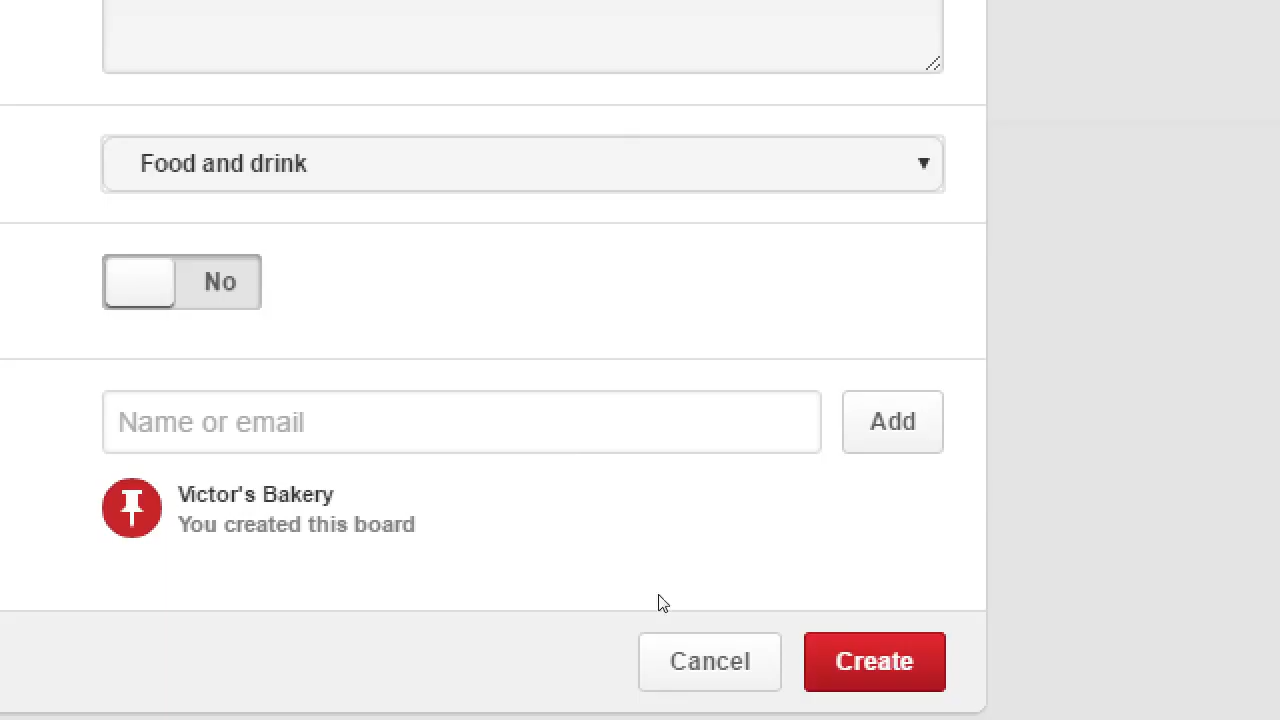 Food and drink
No
Name or email
Add
Victor's Bakery
You created this board
Cancel
Create